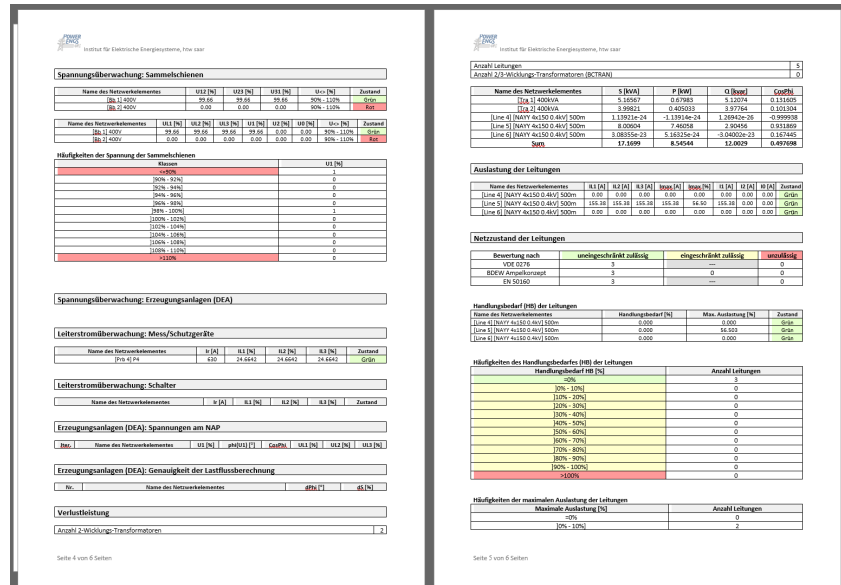 POWER
ENGS
Institut für Elektrische Energiesysteme, htw saar
Spannungsüberwachung: Sammelschienen
Name des Netzwerkelementes U12 [%] U23 [%] U31 [%] U<> [%] Zustand
[Bb 1] 400V 99.66 99.66 99.66 90% - 110% Grün
[Bb 2] 400V 0.00 0.00 0.00 90% - 110% Rot
Name des Netzwerkelementes UL1 [%] UL2 [%] UL3 [%] U1 [%] U2 [%] U0 [%] U<> [%] Zustand
[Bb 1] 400V 99.66 99.66 99.66 99.66 0.00 0.00 90% - 110% Grün
[Bb 2] 400V 0.00 0.00 0.00 0.00 0.00 0.00 90% - 110% Rot
Häufigkeiten der Spannung der Sammelschienen
Klassen U1 [%]
<=90% 1
]90% - 92%] 0
]92% - 94%] 0
]94% - 96%] 0
]96% - 98%] 0
]98% - 100%] 1
]100% - 102%] 0
]102% - 104%] 0
]104% - 106%] 0
]106% - 108%] 0
]108% - 110%] 0
>110% 0
Spannungsüberwachung: Erzeugungsanlagen (DEA)
Leiterstromüberwachung: Mess/Schutzgeräte
Name des Netzwerkelementes Ir [A] IL1 [%] IL2 [%] IL3 [%] Zustand
[Prb 4] P4 630 24.6642 24.6642 24.6642 Grün
Leiterstromüberwachung: Schalter
Name des Netzwerkelementes Ir [A] IL1 [%] IL2 [%] IL3 [%] Zustand
Erzeugungsanlagen (DEA): Spannungen am NAP
Iter. Name des Netzwerkelementes U1 [%] phi(U1) [°] CosPhi UL1 [%] UL2 [%] UL3 [%]
Erzeugungsanlagen (DEA): Genauigkeit der Lastflussberechnung
Nr. Name des Netzwerkelementes dPhi [°] dS [%]
Verlustleistung
Anzahl 2-Wicklungs-Transformatoren 2
Seite 4 von 6 Seiten
POWER
ENGS
Institut für Elektrische Energiesysteme, htw saar
Anzahl Leitungen 5
Anzahl 2/3-Wicklungs-Transformatoren (BCTRAN) 0
Name des Netzwerkelementes S [kVA] P [kW] Q [kvar] CosPhi
[Tra 1] 400kVA 5.16567 0.67983 5.12074 0.131605
[Tra 2] 400kVA 3.99821 0.405033 3.97764 0.101304
[Line 4] [NAYY 4x150 0.4kV] 500m 1.13921e-24 -1.13914e-24 1.26942e-26 -0.999938
[Line 5] [NAYY 4x150 0.4kV] 500m 8.00604 7.46058 2.90456 0.931869
[Line 6] [NAYY 4x150 0.4kV] 500m 3.08355e-23 5.16325e-24 -3.04002e-23 0.167445
Sum 17.1699 8.54544 12.0029 0.497698
Auslastung der Leitungen
Name des Netzwerkelementes IL1 [A] IL2 [A] IL3 [A] Imax [A] Imax [%] I1 [A] I2 [A] I0 [A] Zustand
[Line 4] [NAYY 4x150 0.4kV] 500m 0.00 0.00 0.00 0.00 0.00 0.00 0.00 0.00 Grün
[Line 5] [NAYY 4x150 0.4kV] 500m 155.38 155.38 155.38 155.38 56.50 155.38 0.00 0.00 Grün
[Line 6] [NAYY 4x150 0.4kV] 500m 0.00 0.00 0.00 0.00 0.00 0.00 0.00 0.00 Grün
Netzzustand der Leitungen
Bewertung nach uneingeschränkt zulässig eingeschränkt zulässig unzulässig
VDE 0276 3 --- 0
BDEW Ampelkonzept 3 0 0
EN 50160 3 --- 0
Handlungsbedarf (HB) der Leitungen
Name des Netzwerkelementes Handlungsbedarf [%] Max. Auslastung [%] Zustand
[Line 4] [NAYY 4x150 0.4kV] 500m 0.000 0.000 Grün
[Line 5] [NAYY 4x150 0.4kV] 500m 0.000 56.503 Grün
[Line 6] [NAYY 4x150 0.4kV] 500m 0.000 0.000 Grün
Häufigkeiten des Handlungsbedarfes (HB) der Leitungen
Handlungsbedarf HB [%] Anzahl Leitungen
=0% 3
]0% - 10%] 0
]10% - 20%] 0
]20% - 30%] 0
]30% - 40%] 0
]40% - 50%] 0
]50% - 60%] 0
]60% - 70%] 0
]70% - 80%] 0
]80% - 90%] 0
]90% - 100%] 0
>100% 0
Häufigkeiten der maximalen Auslastung der Leitungen
Maximale Auslastung [%] Anzahl Leitungen
=0% 0
]0% - 10%] 2
Seite 5 von 6 Seiten